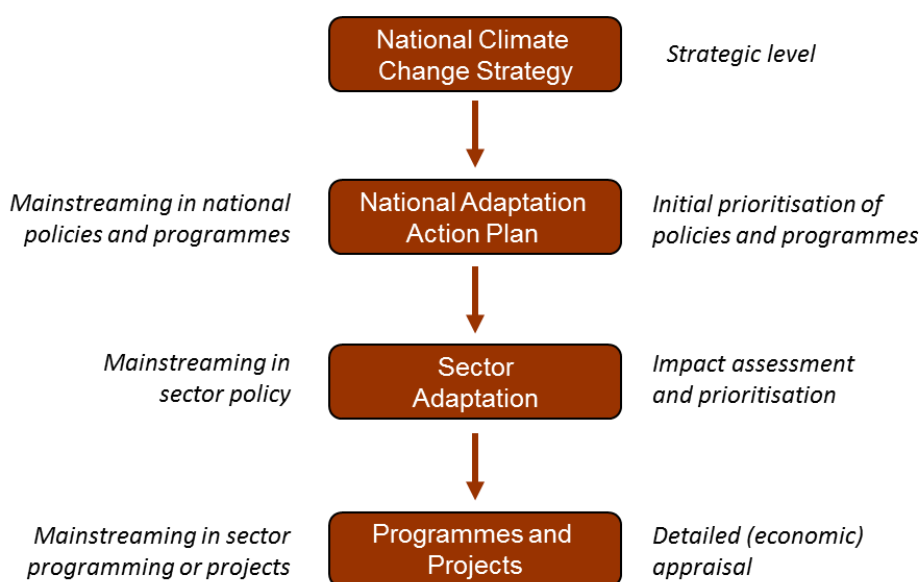 National Climate
Change Strategy
Strategic level
Mainstreaming in national
policies and programmes
National Adaptation
Action Plan
Initial prioritisation of
policies and programmes
Mainstreaming in
sector policy
Sector
Adaptation
Impact assessment
and prioritisation
Mainstreaming in sector
programming or projects
Programmes and
Projects
Detailed (economic)
appraisal